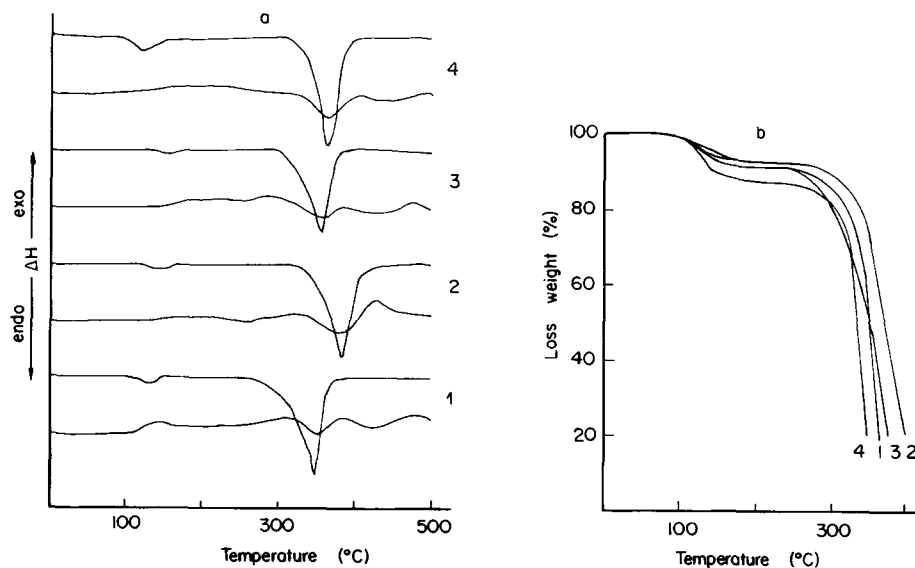 a
4
3
2
1
endo ΔH exo
100
300
500
Temperature (°C)
b
100
80
60
40
20
Loss weight (%)
4 1 3 2
100
300
Temperature (°C)